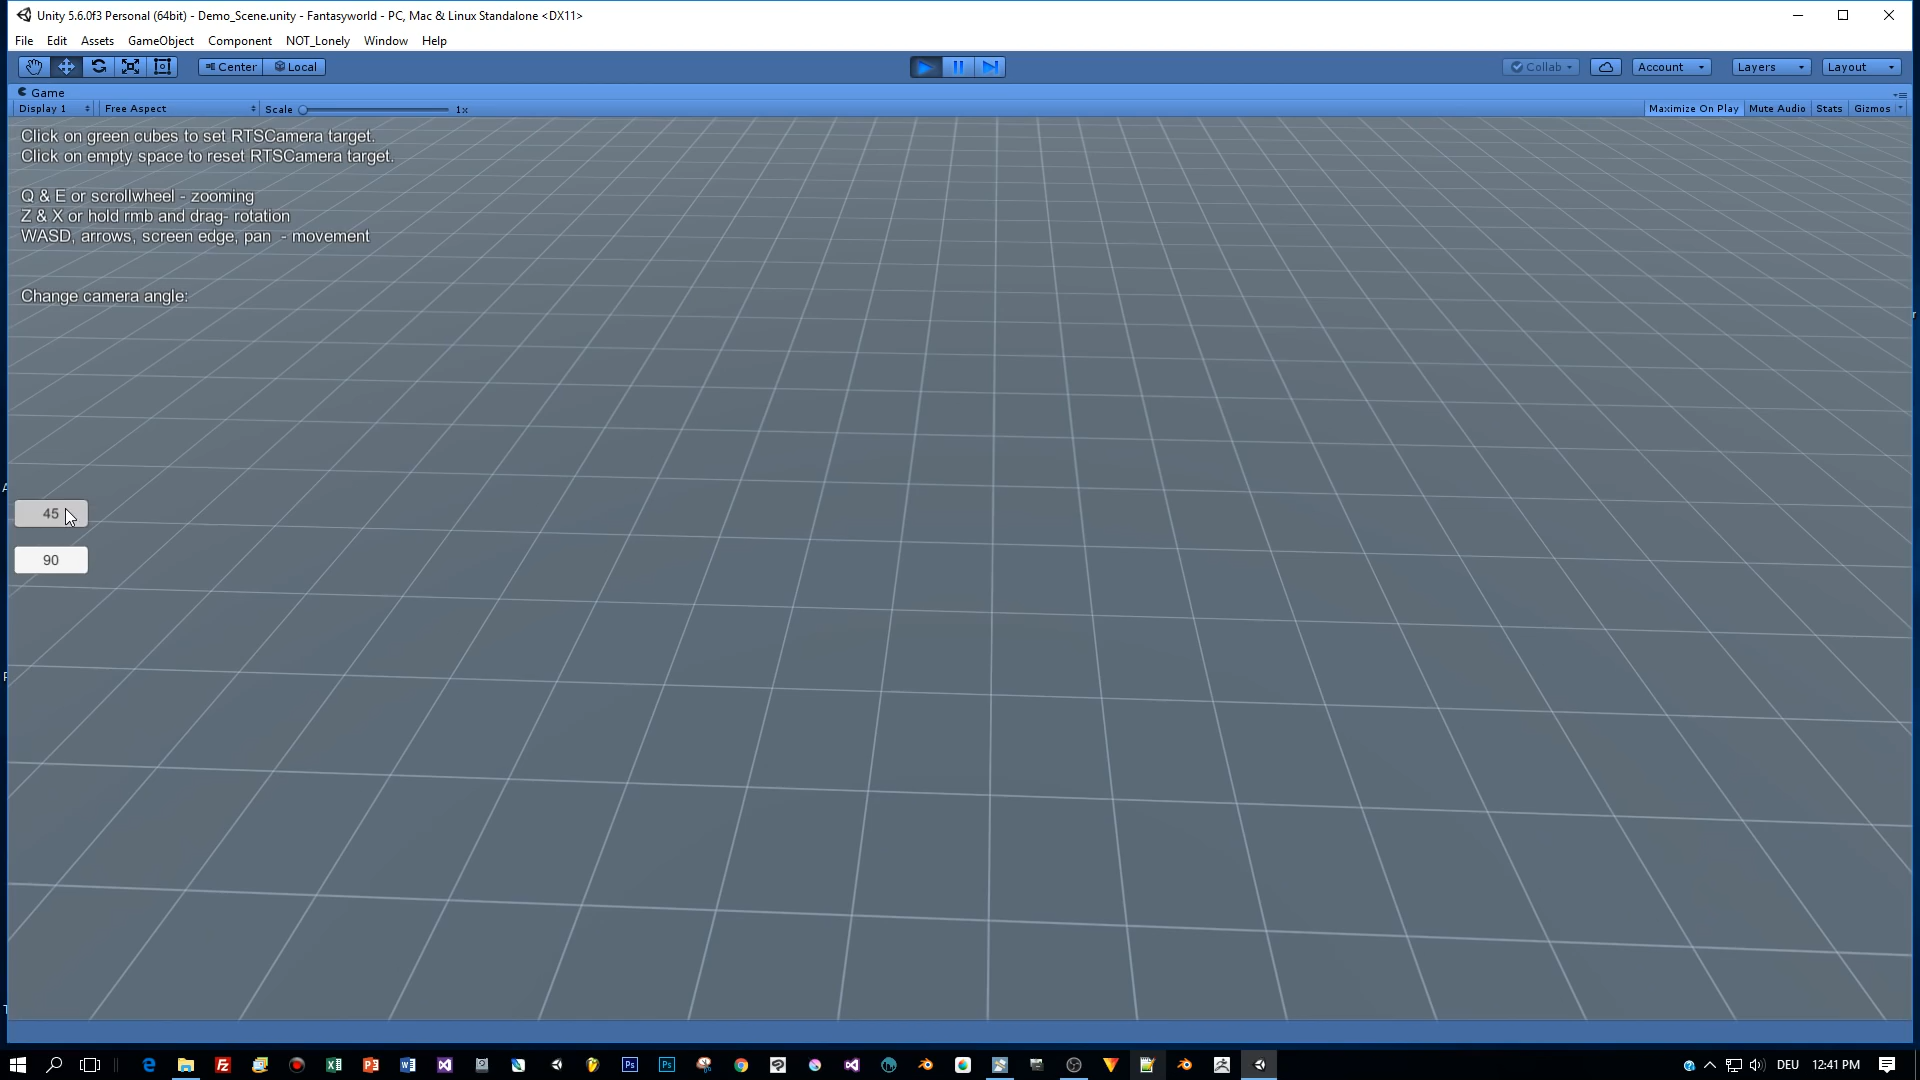 Unity 5.6.0f3 Personal (64bit) - Demo_Scene.unity - Fantasyworld - PC, Mac & Linux Standalone <DX11>
File Edit Assets GameObject Component NOT_Lonely Window Help
Center Local Collab Account Layers Layout
Game
Display 1 Free Aspect Scale 1x Maximize On Play Mute Audio Stats Gizmos
Click on green cubes to set RTSCamera target.
Click on empty space to reset RTSCamera target.
Q & E or scrollwheel - zooming
Z & X or hold rmb and drag- rotation
WASD, arrows, screen edge, pan - movement
Change camera angle:
45
90
DEU 12:41 PM